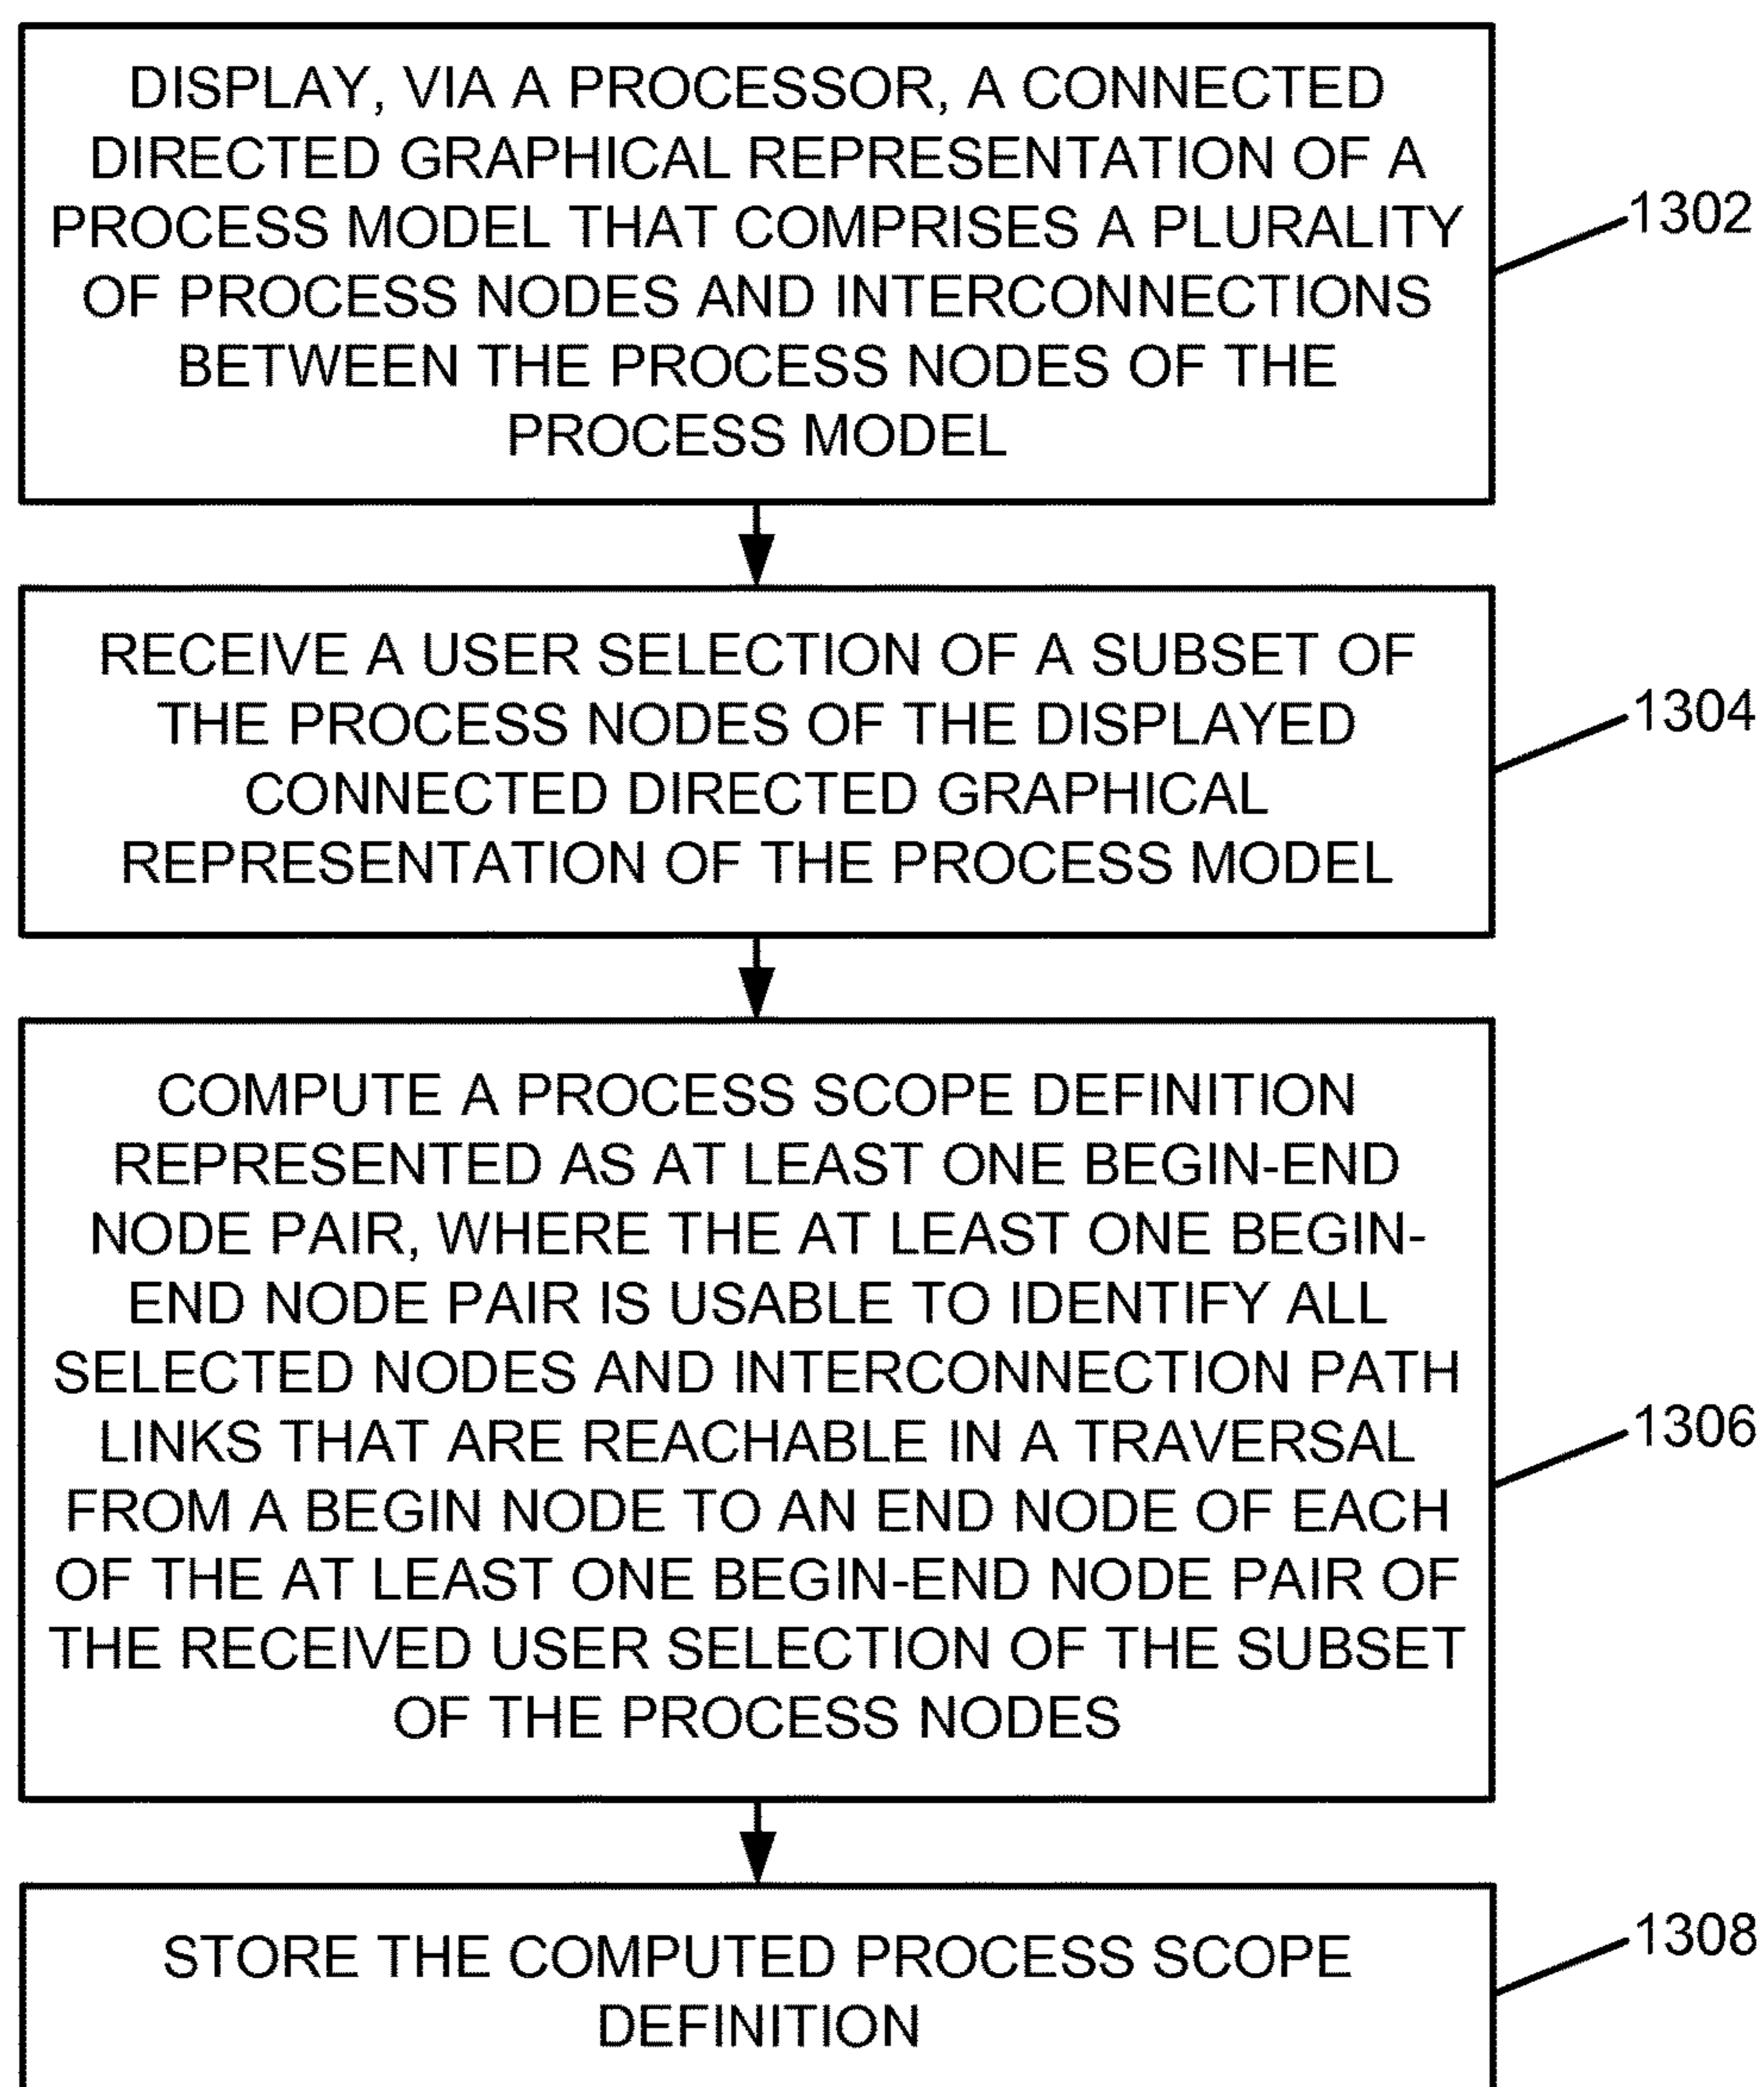 DISPLAY, VIA A PROCESSOR, A CONNECTED
DIRECTED GRAPHICAL REPRESENTATION OF A
PROCESS MODEL THAT COMPRISES A PLURALITY
OF PROCESS NODES AND INTERCONNECTIONS
BETWEEN THE PROCESS NODES OF THE
PROCESS MODEL
1302
RECEIVE A USER SELECTION OF A SUBSET OF
THE PROCESS NODES OF THE DISPLAYED
CONNECTED DIRECTED GRAPHICAL
REPRESENTATION OF THE PROCESS MODEL
1304
COMPUTE A PROCESS SCOPE DEFINITION
REPRESENTED AS AT LEAST ONE BEGIN-END
NODE PAIR, WHERE THE AT LEAST ONE BEGIN-
END NODE PAIR IS USABLE TO IDENTIFY ALL
SELECTED NODES AND INTERCONNECTION PATH
LINKS THAT ARE REACHABLE IN A TRAVERSAL
FROM A BEGIN NODE TO AN END NODE OF EACH
OF THE AT LEAST ONE BEGIN-END NODE PAIR OF
THE RECEIVED USER SELECTION OF THE SUBSET
OF THE PROCESS NODES
1306
STORE THE COMPUTED PROCESS SCOPE
DEFINITION
1308